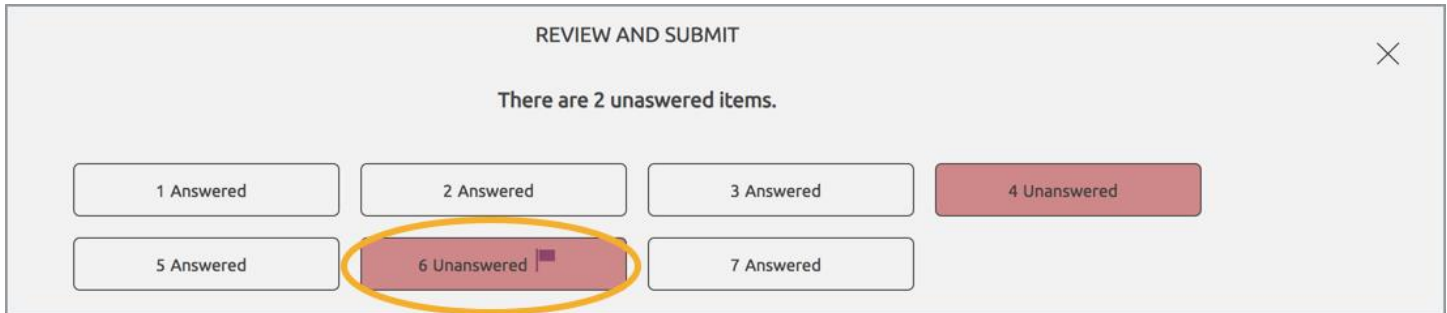 REVIEW AND SUBMIT
There are 2 unaswered items.
1 Answered
2 Answered
3 Answered
4 Unanswered
5 Answered
6 Unanswered
7 Answered